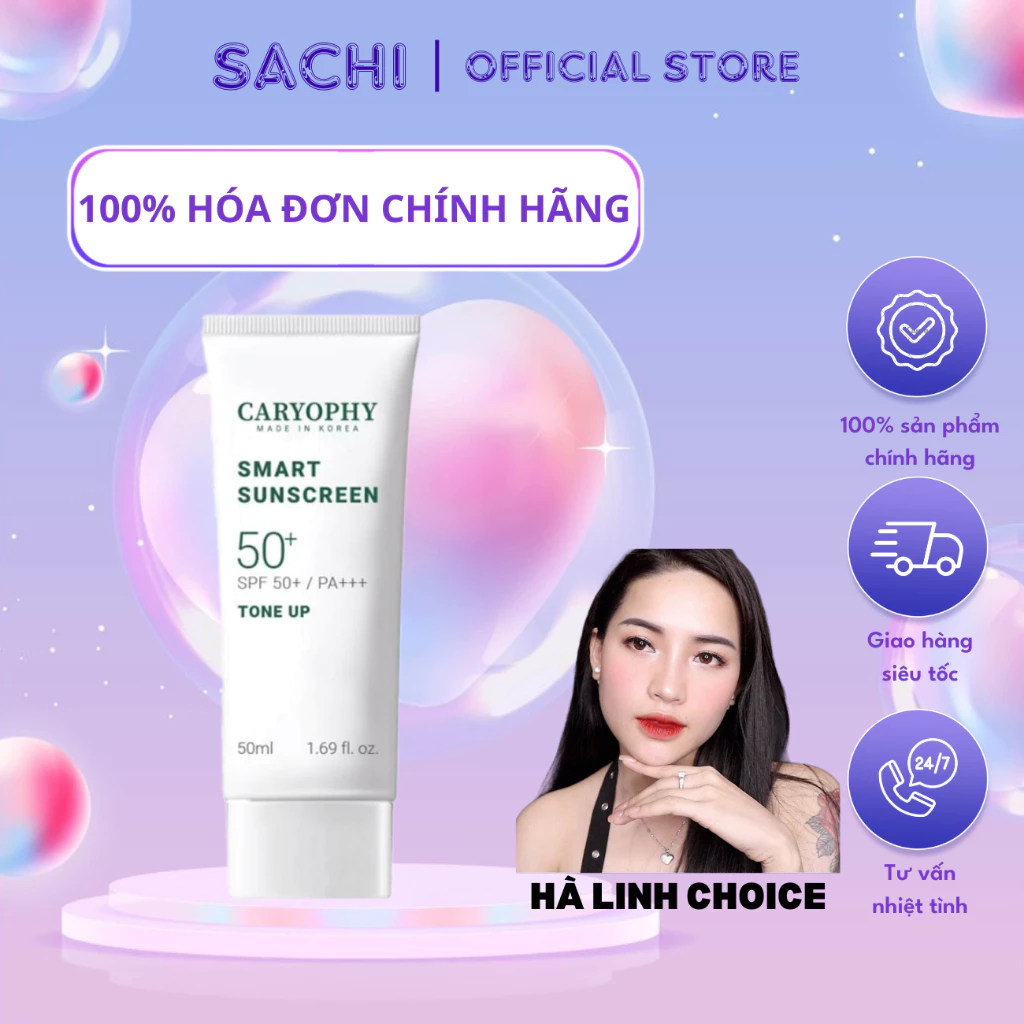 SACHI | OFFICIAL STORE
100% HÓA ĐƠN CHÍNH HÃNG
CARYOPHY
MADE IN KOREA
SMART
SUNSCREEN
50+
SPF 50+ / PA+++
TONE UP
50ml 1.69 fl. oz.
HÀ LINH CHOICE
100% sản phẩm
chính hãng
Giao hàng
siêu tốc
24/7
Tư vấn
nhiệt tình